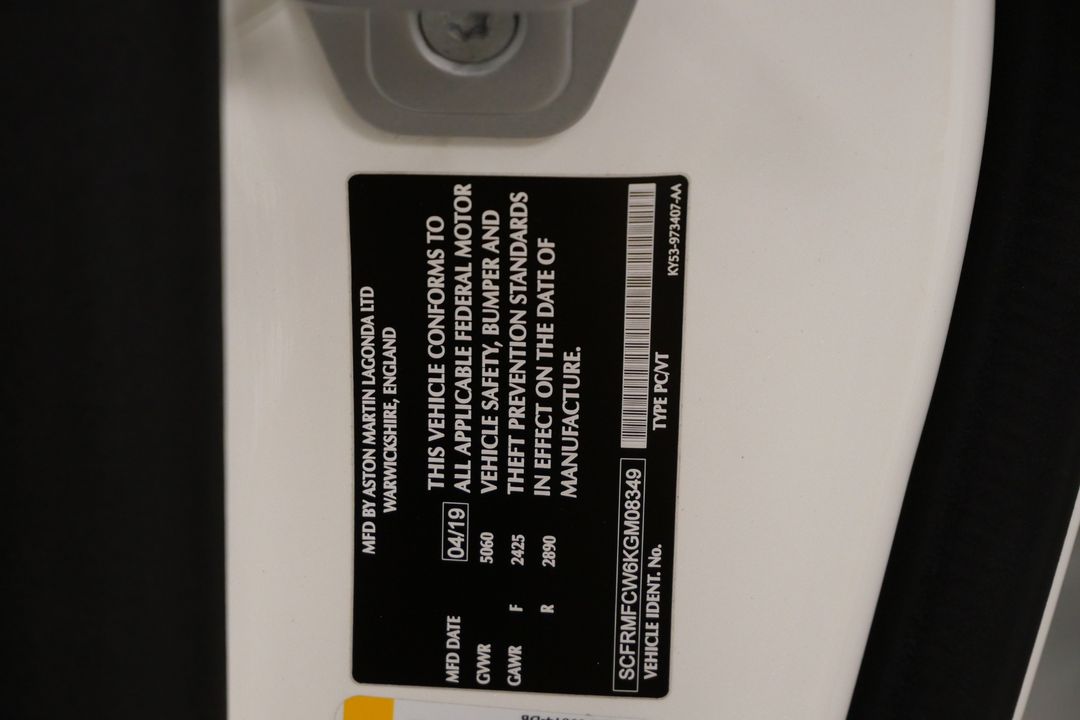 MFD BY ASTON MARTIN LAGONDA LTD
WARWICKSHIRE, ENGLAND
THIS VEHICLE CONFORMS TO
MFD DATE 04/19 ALL APPLICABLE FEDERAL MOTOR
GVWR 5060 VEHICLE SAFETY, BUMPER AND
GAWR F 2425 THEFT PREVENTION STANDARDS
R 2890 IN EFFECT ON THE DATE OF
MANUFACTURE.
SCFRMFCW6KGM08349
VEHICLE IDENT. No. TYPE PC/VT
KY53-973407-AA